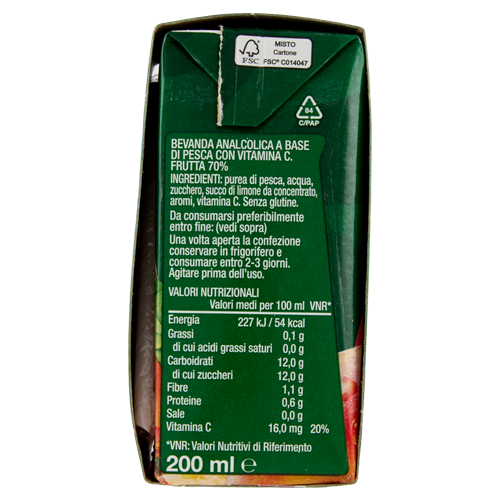 MISTO
Cartone
FSC
FSC® C014047
84
C/PAP
BEVANDA ANALCOLICA A BASE
DI PESCA CON VITAMINA C.
FRUTTA 70%
INGREDIENTI: purea di pesca, acqua,
zucchero, succo di limone da concentrato,
aromi, vitamina C. Senza glutine.
Da consumarsi preferibilmente
entro fine: (vedi sopra)
Una volta aperta la confezione
conservare in frigorifero e
consumare entro 2-3 giorni.
Agitare prima dell'uso.
VALORI NUTRIZIONALI
Valori medi per 100 ml VNR*
Energia 227 kJ / 54 kcal
Grassi 0,1 g
di cui acidi grassi saturi 0,0 g
Carboidrati 12,0 g
di cui zuccheri 12,0 g
Fibre 1,1 g
Proteine 0,6 g
Sale 0,0 g
Vitamina C 16,0 mg 20%
*VNR: Valori Nutritivi di Riferimento
200 ml ℮